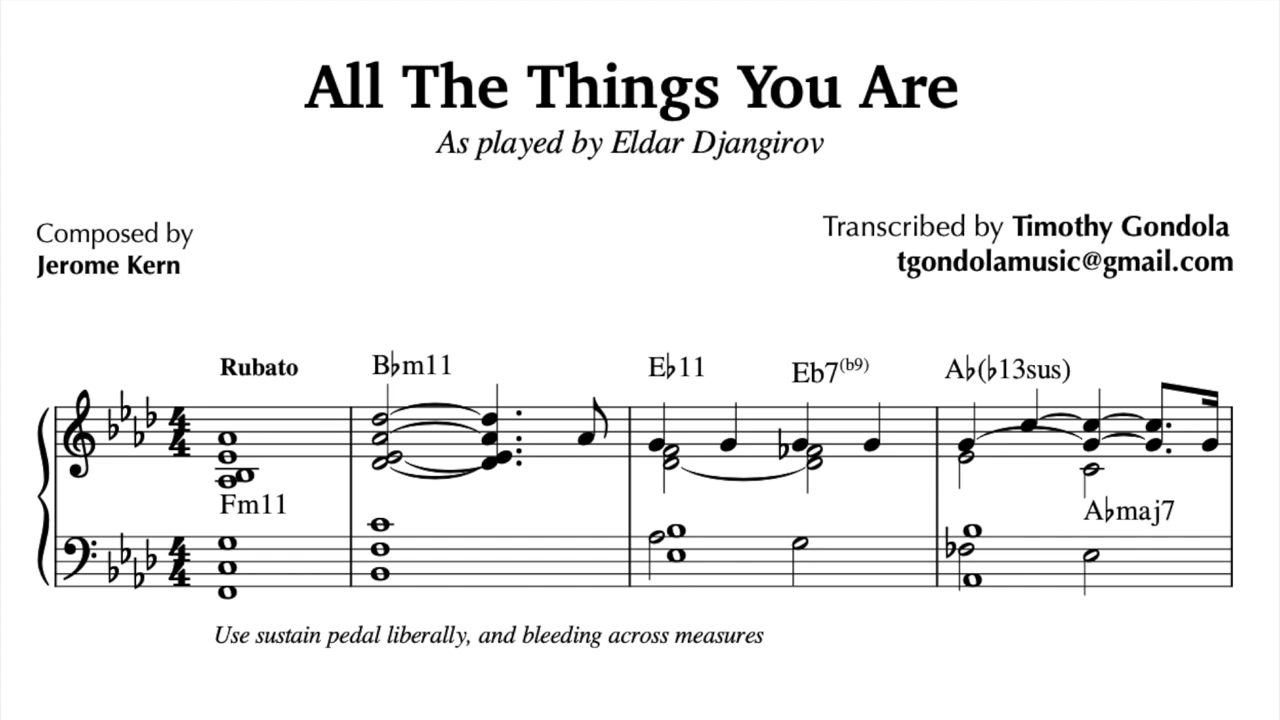 All The Things You Are
As played by Eldar Djangirov
Composed by
Jerome Kern
Transcribed by Timothy Gondola
tgondolamusic@gmail.com
Rubato
B♭m11
E♭11
Eb7(b9)
A♭(♭13sus)
Fm11
A♭maj7
Use sustain pedal liberally, and bleeding across measures